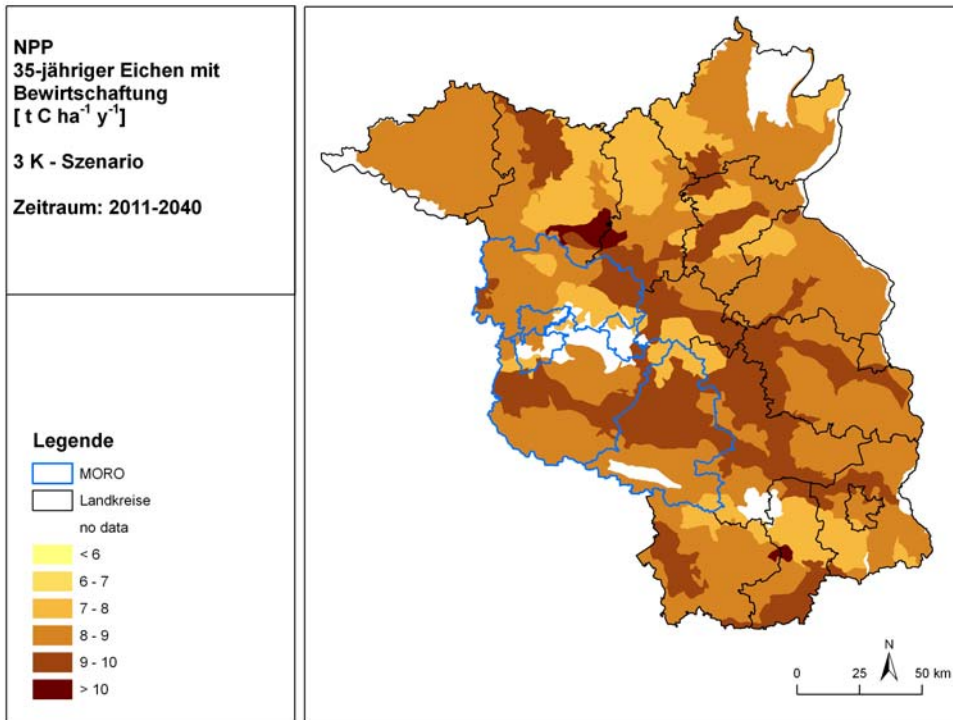 NPP
35-jähriger Eichen mit
Bewirtschaftung
[ t C ha⁻¹ y⁻¹]
3 K - Szenario
Zeitraum: 2011-2040
Legende
MORO
Landkreise
no data
< 6
6 - 7
7 - 8
8 - 9
9 - 10
> 10
N
0 25 50 km